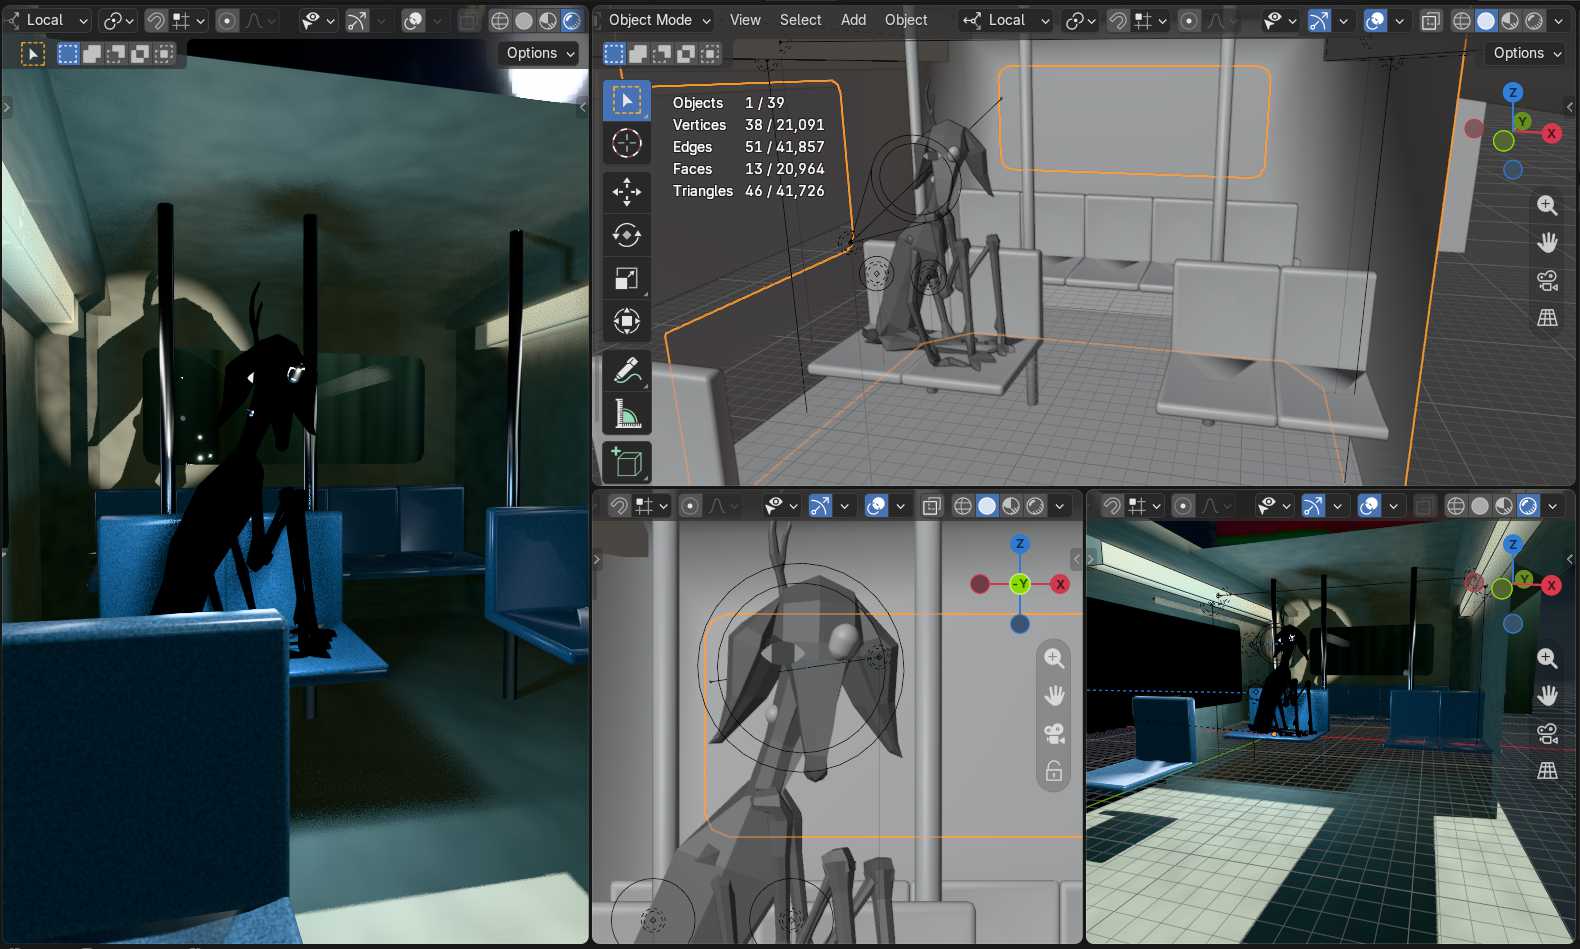 Local
Object Mode View Select Add Object Local
Options
Options
Objects 1 / 39
Vertices 38 / 21,091
Edges 51 / 41,857
Faces 13 / 20,964
Triangles 46 / 41,726
Z
Y
X
Z
-Y
X
Z
Y
X